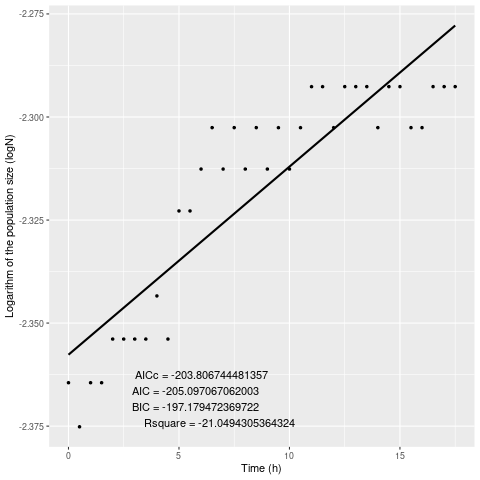 -2.275
-2.300
-2.325
-2.350
-2.375
Logarithm of the population size (logN)
AICc = -203.806744481357
AIC = -205.097067062003
BIC = -197.179472369722
Rsquare = -21.0494305364324
0 5 10 15
Time (h)